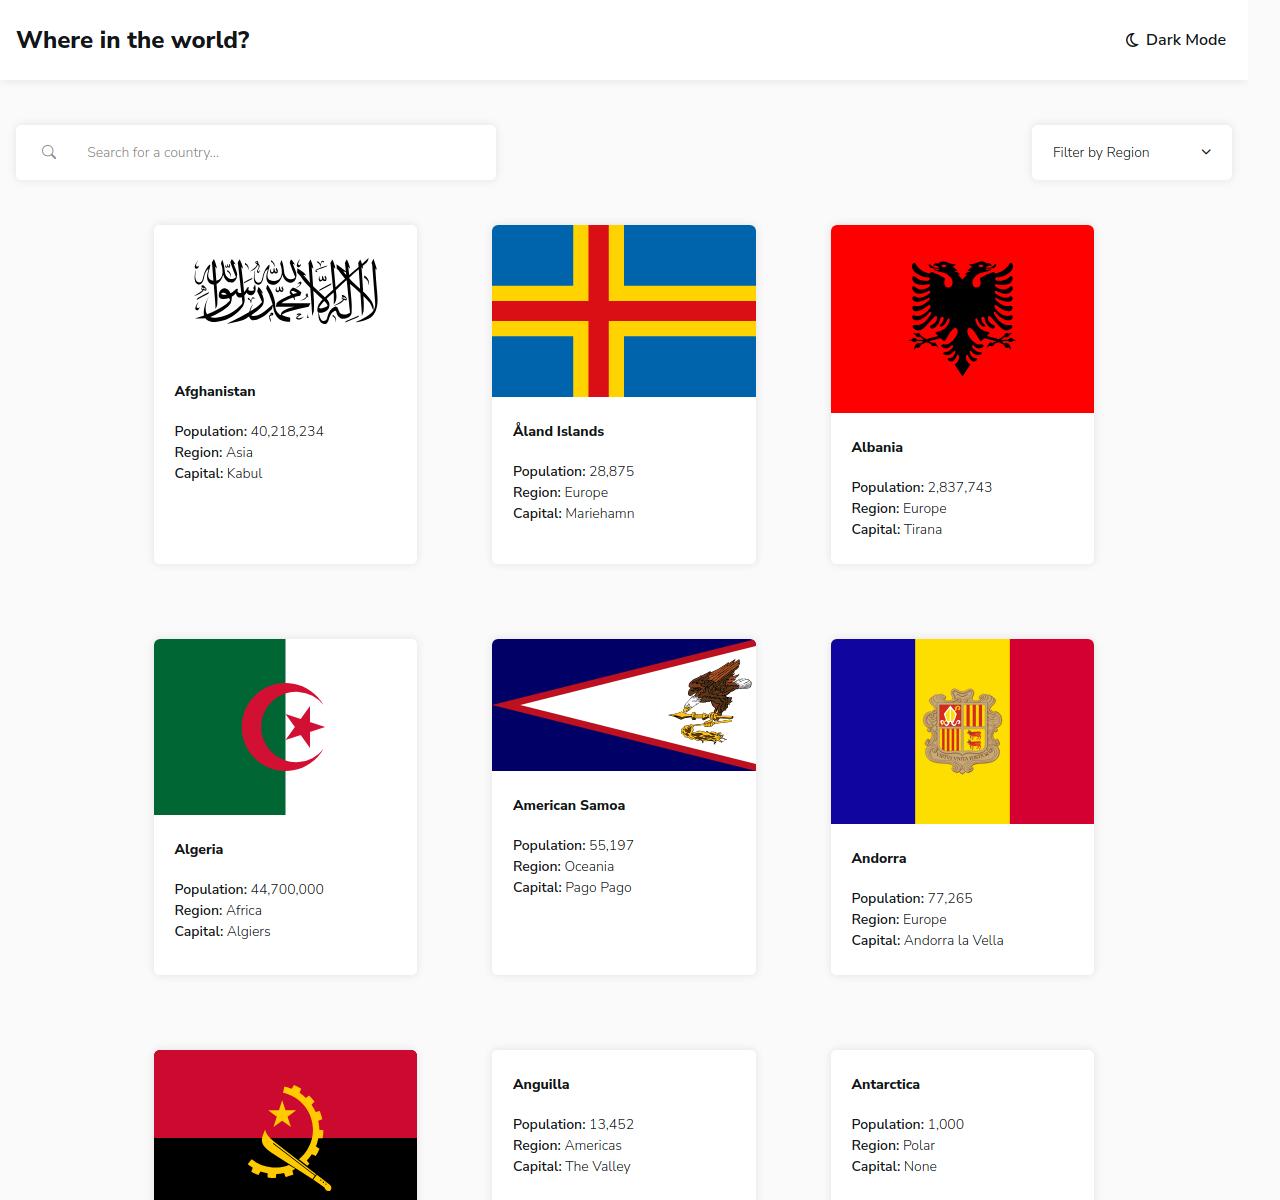 Where in the world?
Dark Mode
Search for a country...
Filter by Region
لا إله إلا الله محمد رسول الله
Afghanistan
Population: 40,218,234
Region: Asia
Capital: Kabul
Åland Islands
Population: 28,875
Region: Europe
Capital: Mariehamn
Albania
Population: 2,837,743
Region: Europe
Capital: Tirana
Algeria
Population: 44,700,000
Region: Africa
Capital: Algiers
American Samoa
Population: 55,197
Region: Oceania
Capital: Pago Pago
Andorra
Population: 77,265
Region: Europe
Capital: Andorra la Vella
Anguilla
Population: 13,452
Region: Americas
Capital: The Valley
Antarctica
Population: 1,000
Region: Polar
Capital: None